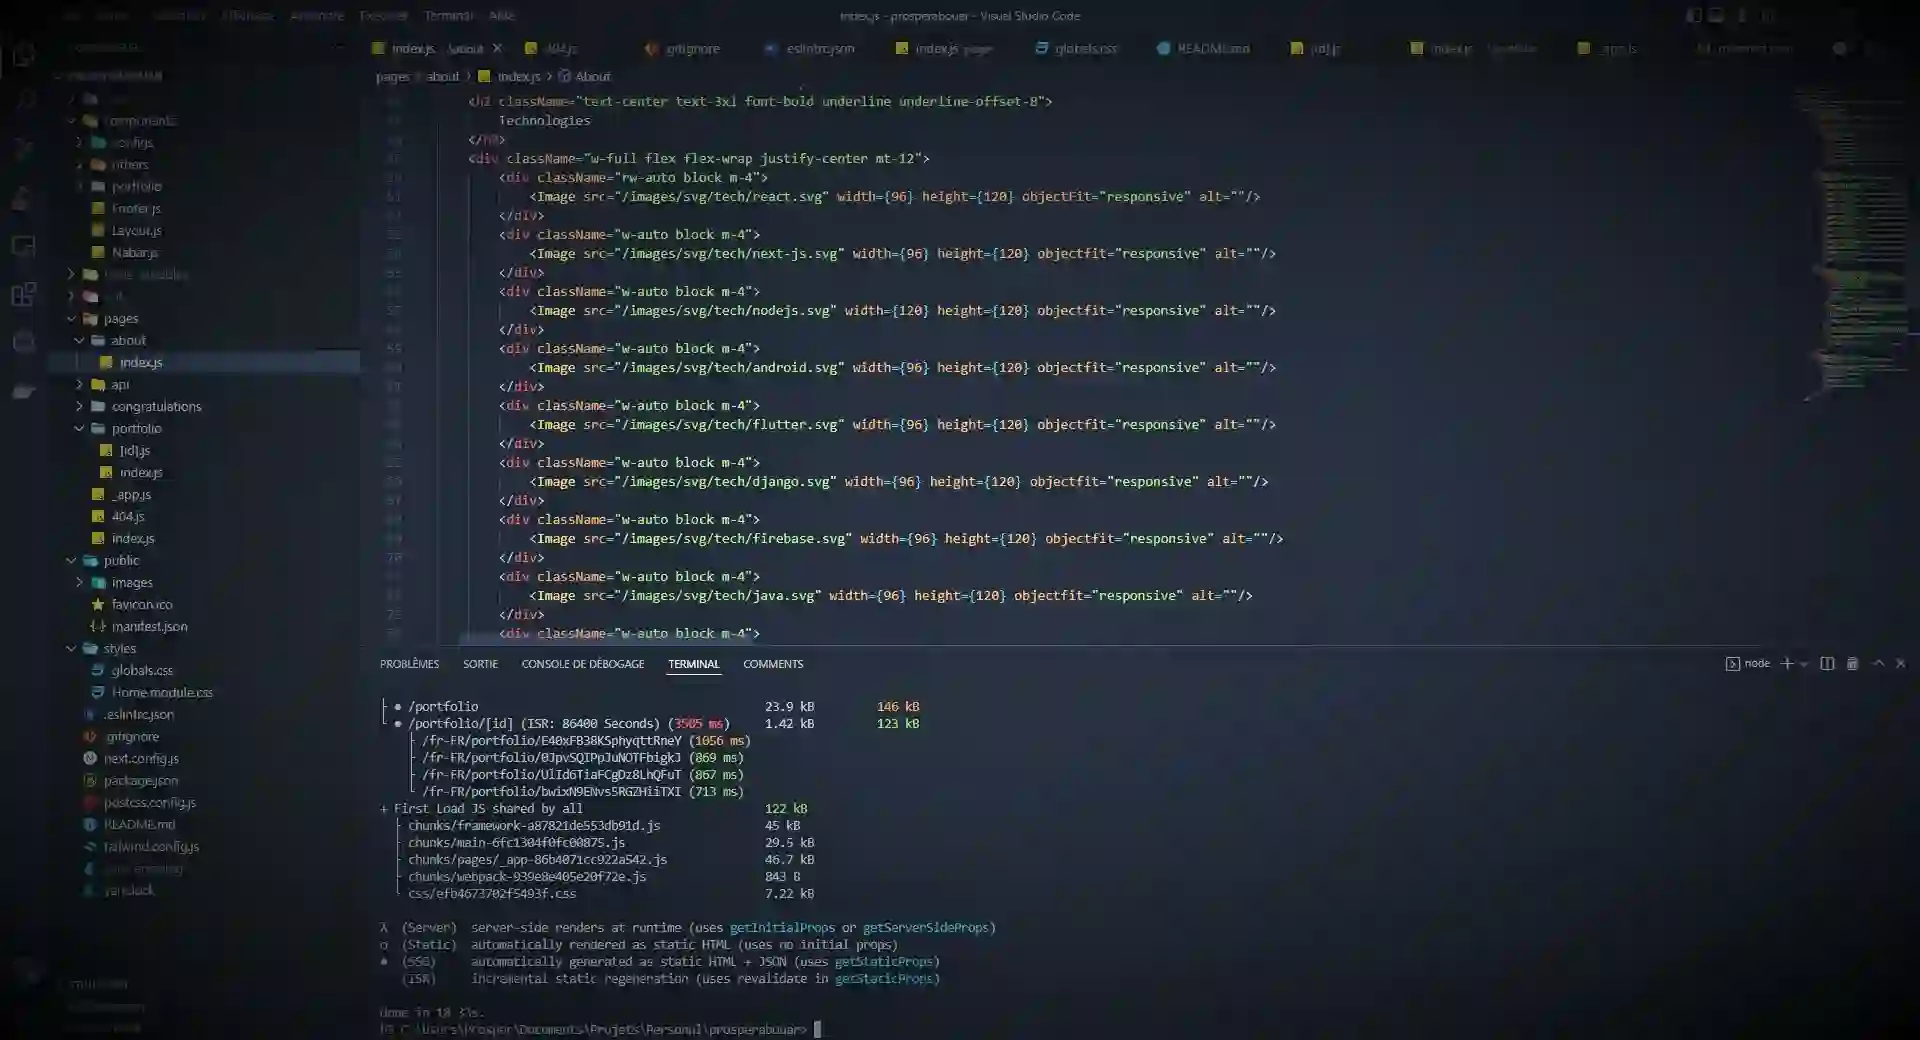 Terminal Aide
index.js - prosperabouar - Visual Studio Code
index.js 404.js .gitignore .eslintrc.json index.js page globals.css README.md [id].js index.js _app.js
pages > about > index.js > About
<h2 className="text-center text-3xl font-bold underline underline-offset-8">
Technologies
</h2>
<div className="w-full flex flex-wrap justify-center mt-12">
<div className="rw-auto block m-4">
<Image src="/images/svg/tech/react.svg" width={96} height={120} objectFit="responsive" alt=""/>
</div>
<div className="w-auto block m-4">
<Image src="/images/svg/tech/next-js.svg" width={96} height={120} objectfit="responsive" alt=""/>
</div>
<div className="w-auto block m-4">
<Image src="/images/svg/tech/nodejs.svg" width={120} height={120} objectfit="responsive" alt=""/>
</div>
<div className="w-auto block m-4">
<Image src="/images/svg/tech/android.svg" width={96} height={120} objectfit="responsive" alt=""/>
</div>
<div className="w-auto block m-4">
<Image src="/images/svg/tech/flutter.svg" width={96} height={120} objectfit="responsive" alt=""/>
</div>
<div className="w-auto block m-4">
<Image src="/images/svg/tech/django.svg" width={96} height={120} objectfit="responsive" alt=""/>
</div>
<div className="w-auto block m-4">
<Image src="/images/svg/tech/firebase.svg" width={96} height={120} objectfit="responsive" alt=""/>
</div>
<div className="w-auto block m-4">
<Image src="/images/svg/tech/java.svg" width={96} height={120} objectfit="responsive" alt=""/>
</div>
<div className="w-auto block m-4">
components
configs
others
portfolio
Footer.js
Layout.js
Nabar.js
pages
about
index.js
api
congratulations
portfolio
[id].js
index.js
_app.js
404.js
index.js
public
images
favicon.ico
manifest.json
styles
globals.css
Home.module.css
.eslintrc.json
.gitignore
next.config.js
package.json
postcss.config.js
README.md
tailwind.config.js
yarn.lock
PROBLÈMES SORTIE CONSOLE DE DÉBOGAGE TERMINAL COMMENTS node
├ ● /portfolio 23.9 kB 146 kB
└ ● /portfolio/[id] (ISR: 86400 Seconds) (3505 ms) 1.42 kB 123 kB
├ /fr-FR/portfolio/E40xFB38KSphyqttRneY (1056 ms)
├ /fr-FR/portfolio/0JpvSQIPpJuNOTFbigkJ (869 ms)
├ /fr-FR/portfolio/UlId6TiaFCgDz8LhQFuT (867 ms)
└ /fr-FR/portfolio/bwixN9ENvs5RGZHiiTXI (713 ms)
+ First Load JS shared by all 122 kB
├ chunks/framework-a87821de553db91d.js 45 kB
├ chunks/main-6fc1304f0fc00875.js 29.5 kB
├ chunks/pages/_app-86b4071cc922a542.js 46.7 kB
├ chunks/webpack-939e8e405e20f72e.js 843 B
└ css/efb4673702f5493f.css 7.22 kB
λ (Server) server-side renders at runtime (uses getInitialProps or getServerSideProps)
○ (Static) automatically rendered as static HTML (uses no initial props)
● (SSG) automatically generated as static HTML + JSON (uses getStaticProps)
(ISR) incremental static regeneration (uses revalidate in getStaticProps)
Done in 18.31s.
PS C:\Users\Prosper\Documents\Projets\Personal\prosperabouar>